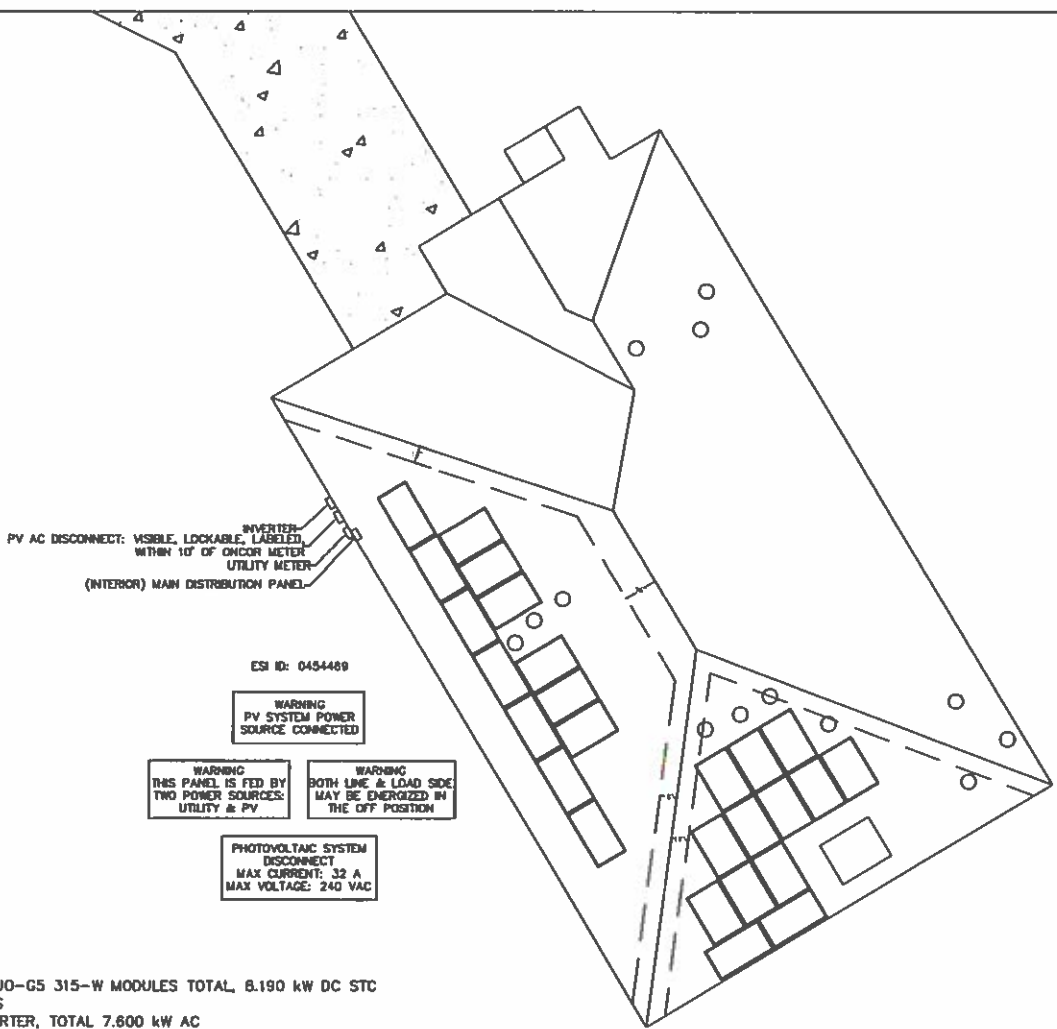 INVERTER
PV AC DISCONNECT: VISIBLE, LOCKABLE, LABELED,
WITHIN 10' OF ONCOR METER
UTILITY METER
(INTERIOR) MAIN DISTRIBUTION PANEL
ESI ID: 0454469
WARNING
PV SYSTEM POWER
SOURCE CONNECTED
WARNING
THIS PANEL IS FED BY
TWO POWER SOURCES:
UTILITY & PV
WARNING
BOTH LINE & LOAD SIDE
MAY BE ENERGIZED IN
THE OFF POSITION
PHOTOVOLTAIC SYSTEM
DISCONNECT
MAX CURRENT: 32 A
MAX VOLTAGE: 240 VAC
UO-G5 315-W MODULES TOTAL, 8.190 kW DC STC
S
RTER, TOTAL 7.600 kW AC